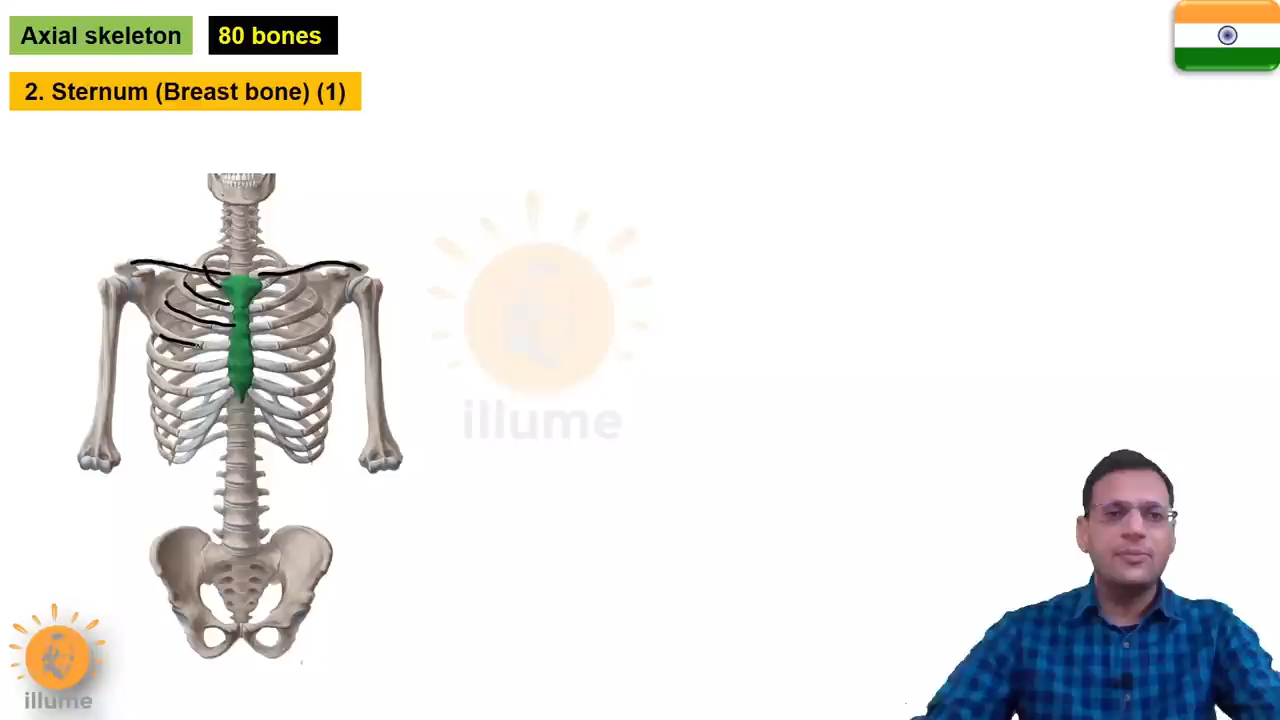 Axial skeleton 80 bones
2. Sternum (Breast bone) (1)
illume
illume